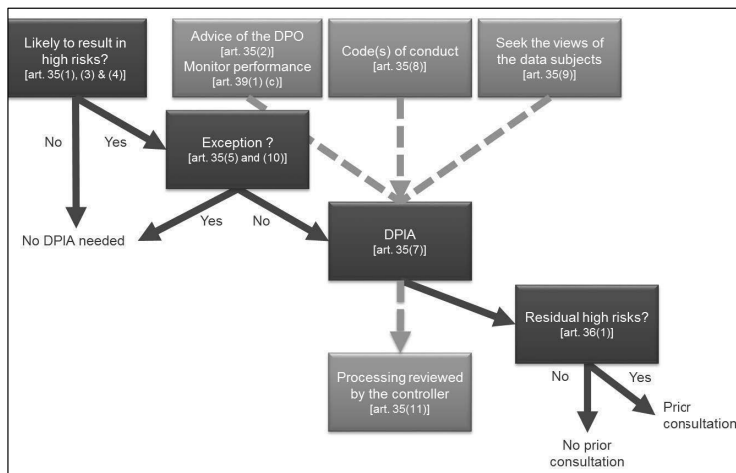 Likely to result in
high risks?
[art. 35(1), (3) & (4)]
Advice of the DPO
[art. 35(2)]
Monitor performance
[art. 39(1) (c)]
Code(s) of conduct
[art. 35(8)]
Seek the views of
the data subjects
[art. 35(9)]
No
Yes
Exception ?
[art. 35(5) and (10)]
Yes
No
No DPIA needed
DPIA
[art. 35(7)]
Residual high risks?
[art. 36(1)]
Processing reviewed
by the controller
[art. 35(11)]
No
Yes
Pricr
consultation
No prior
consultation